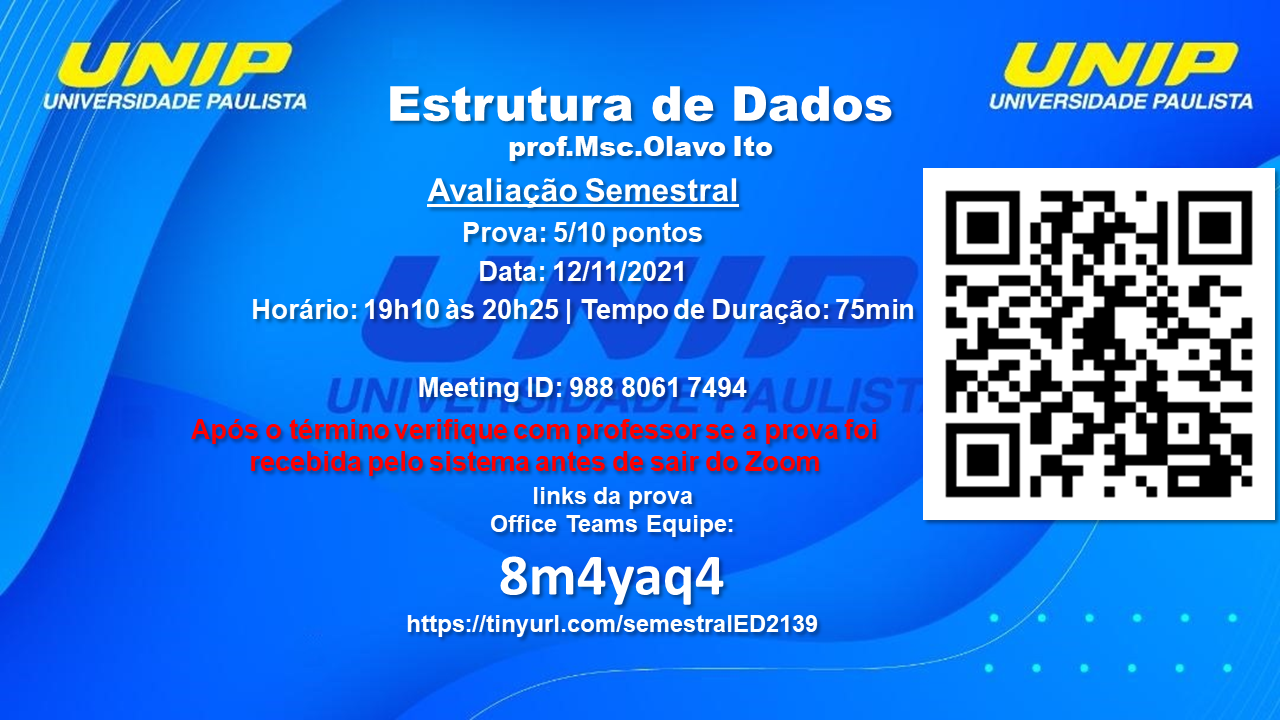 UNIP
UNIVERSIDADE PAULISTA
UNIP
UNIVERSIDADE PAULISTA
Estrutura de Dados
prof.Msc.Olavo Ito
Avaliação Semestral
Prova: 5/10 pontos
Data: 12/11/2021
Horário: 19h10 às 20h25 | Tempo de Duração: 75min
UNIP
UNIVERSIDADE PAULISTA
Meeting ID: 988 8061 7494
Após o término verifique com professor se a prova foi
recebida pelo sistema antes de sair do Zoom
links da prova
Office Teams Equipe:
8m4yaq4
https://tinyurl.com/semestralED2139